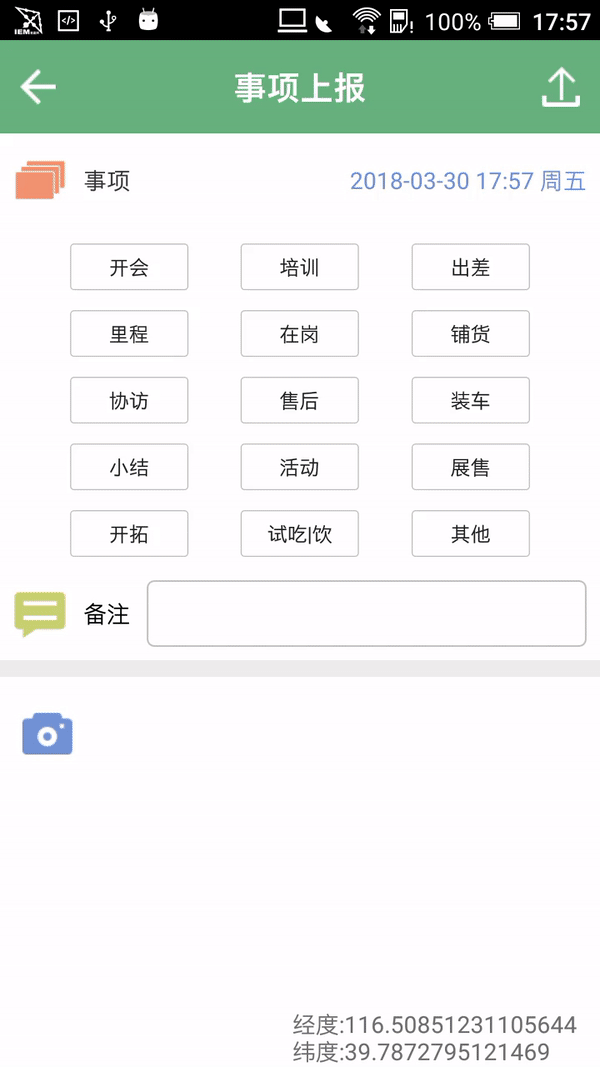 100% 17:57
事项上报
事项 2018-03-30 17:57 周五
开会 培训 出差
里程 在岗 铺货
协访 售后 装车
小结 活动 展售
开拓 试吃|饮 其他
备注
经度:116.50851231105644
纬度:39.7872795121469